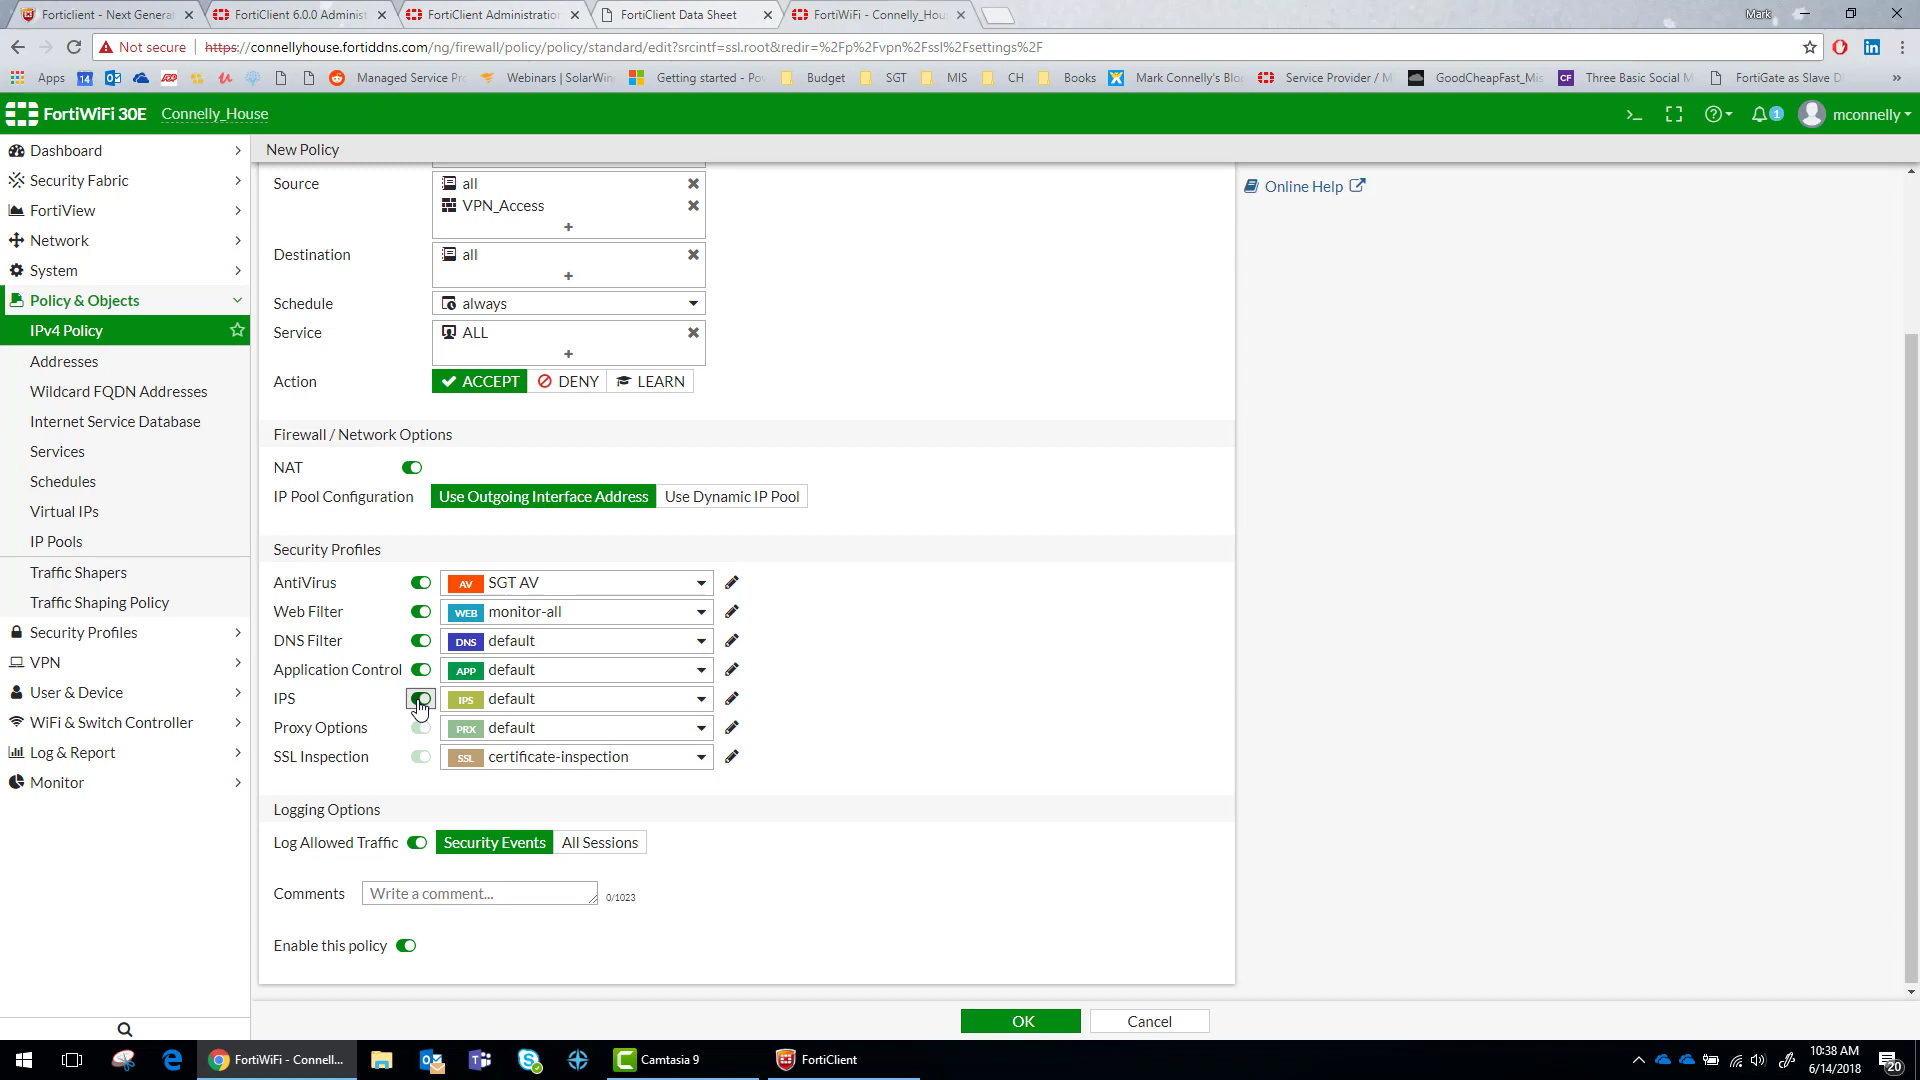 Forticlient - Next Generat
FortiClient 6.0.0 Administ
FortiClient Administratio
FortiClient Data Sheet
FortiWiFi - Connelly_Hou
Mark
Not secure
https://connellyhouse.fortiddns.com/ng/firewall/policy/policy/standard/edit?srcintf=ssl.root&redir=%2Fp%2Fvpn%2Fssl%2Fsettings%2F
Apps
14
Managed Service Pr
Webinars | SolarWin
Getting started - Po
Budget
SGT
MIS
CH
Books
Mark Connelly's Blo
Service Provider / M
GoodCheapFast_Mis
CF
Three Basic Social M
FortiGate as Slave D
»
FortiWiFi 30E
Connelly_House
1
mconnelly
Dashboard
Security Fabric
FortiView
Network
System
Policy & Objects
IPv4 Policy
Addresses
Wildcard FQDN Addresses
Internet Service Database
Services
Schedules
Virtual IPs
IP Pools
Traffic Shapers
Traffic Shaping Policy
Security Profiles
VPN
User & Device
WiFi & Switch Controller
Log & Report
Monitor
New Policy
Source
all
VPN_Access
+
Destination
all
+
Schedule
always
Service
ALL
+
Action
ACCEPT DENY LEARN
Firewall / Network Options
NAT
IP Pool Configuration Use Outgoing Interface Address Use Dynamic IP Pool
Security Profiles
AntiVirus AV SGT AV
Web Filter WEB monitor-all
DNS Filter DNS default
Application Control APP default
IPS IPS default
Proxy Options PRX default
SSL Inspection SSL certificate-inspection
Logging Options
Log Allowed Traffic Security Events All Sessions
Comments Write a comment... 0/1023
Enable this policy
OK Cancel
Online Help
FortiWiFi - Connell...
Camtasia 9
FortiClient
10:38 AM
6/14/2018
20